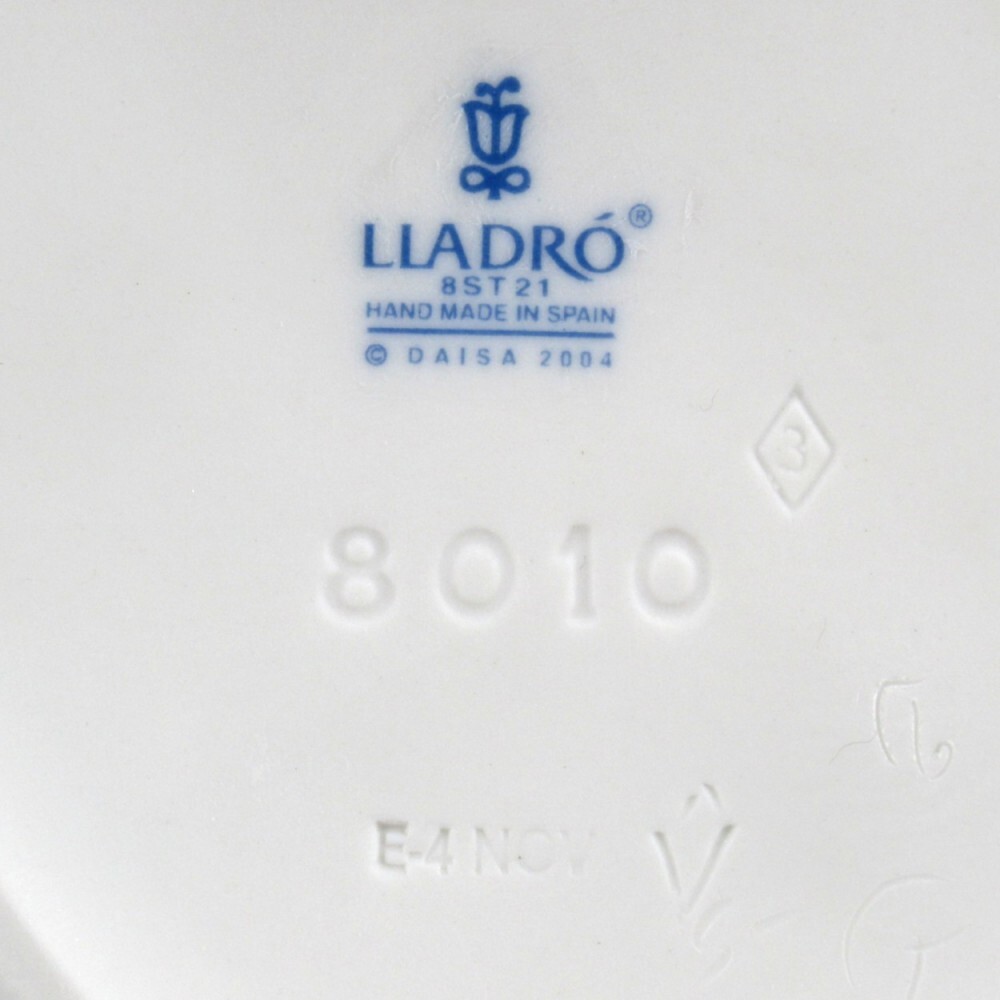 LLADRÓ®
8ST21
HAND MADE IN SPAIN
© DAISA 2004
3
8010
E-4 NOV